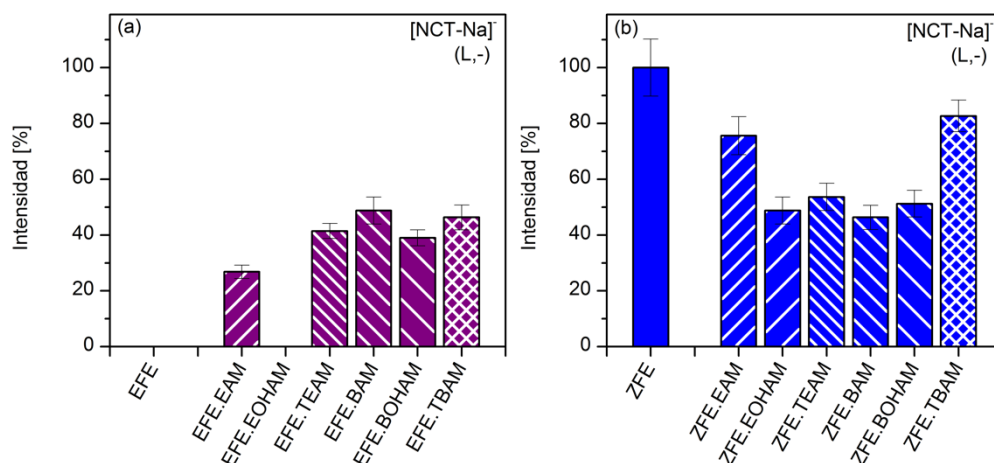 (a)
[NCT-Na]⁻
(L,-)
Intensidad [%]
100
80
60
40
20
0
EFE
EFE.EAM
EFE.EOHAM
EFE.TEAM
EFE.BAM
EFE.BOHAM
EFE.TBAM
(b)
[NCT-Na]⁻
(L,-)
Intensidad [%]
100
80
60
40
20
0
ZFE
ZFE.EAM
ZFE.EOHAM
ZFE.TEAM
ZFE.BAM
ZFE.BOHAM
ZFE.TBAM